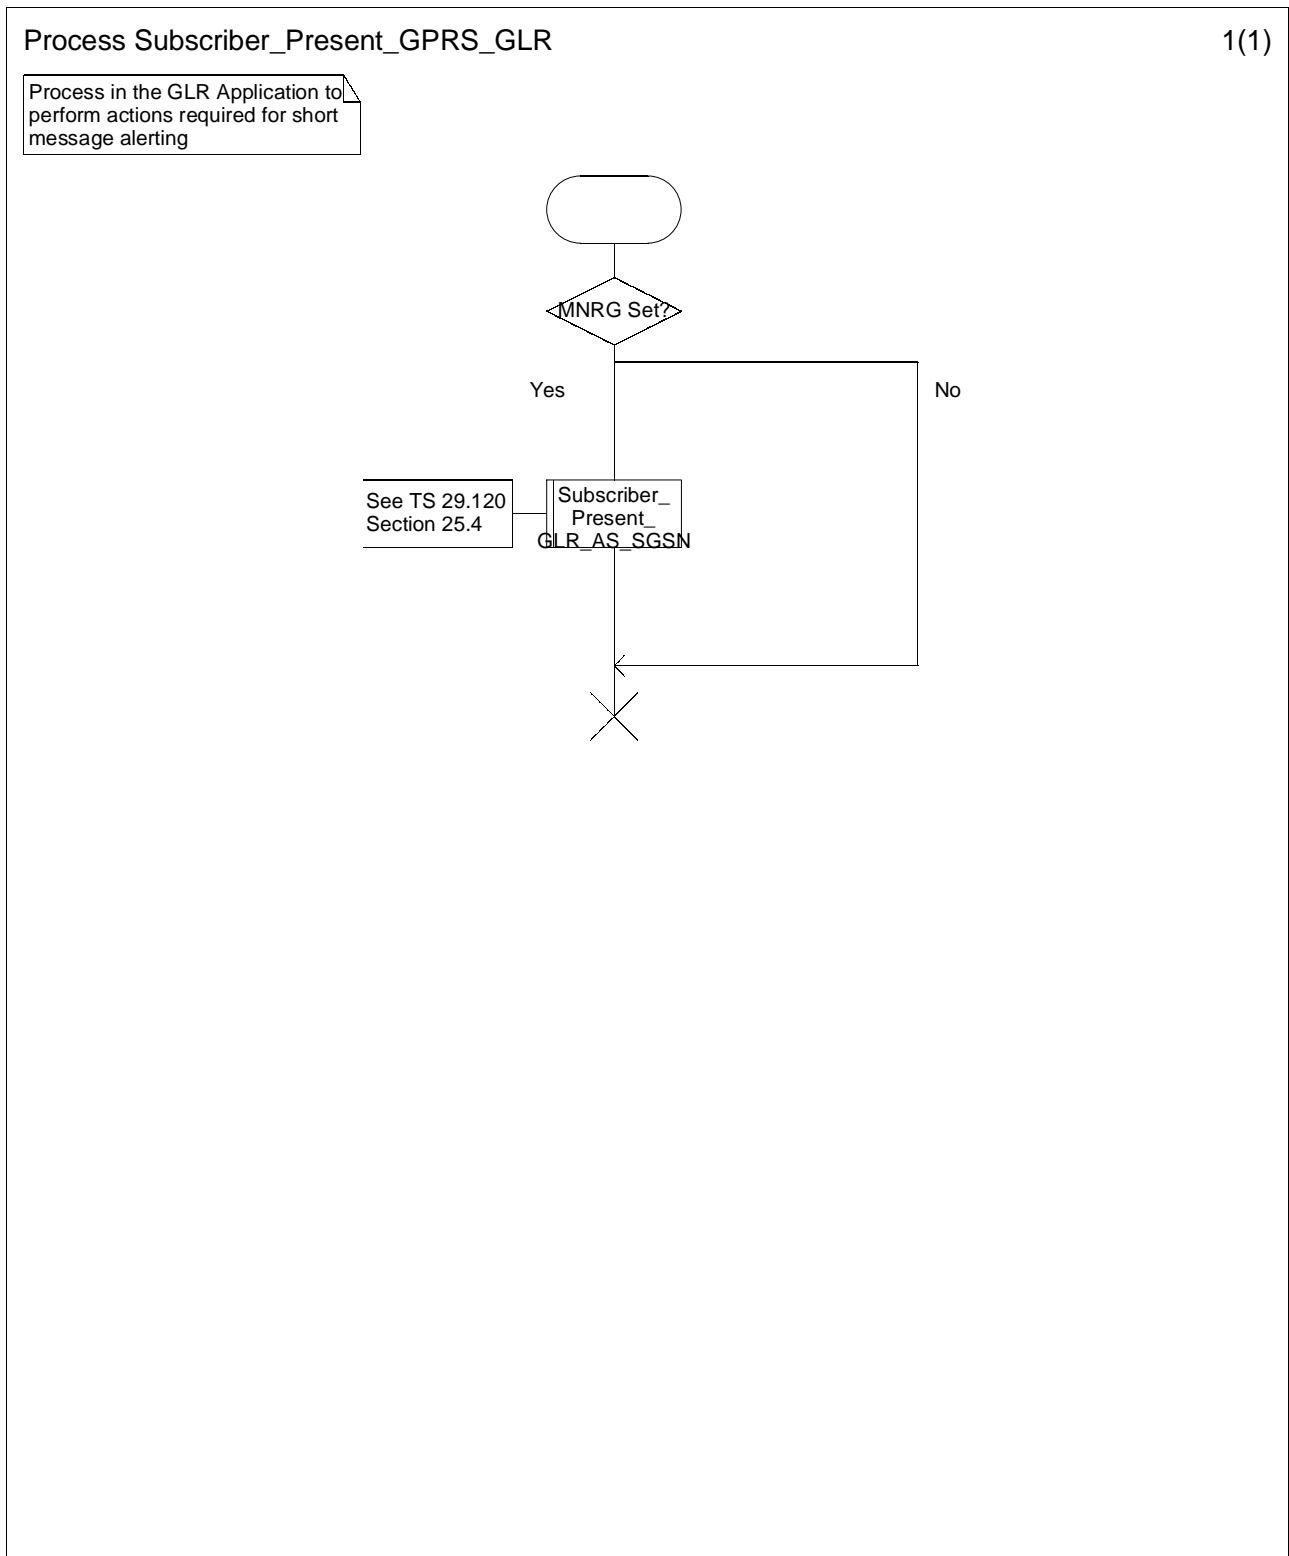 Process Subscriber_Present_GPRS_GLR
1(1)
Process in the GLR Application to
perform actions required for short
message alerting
MNRG Set?
Yes
No
See TS 29.120
Section 25.4
Subscriber_
Present_
GLR_AS_SGSN